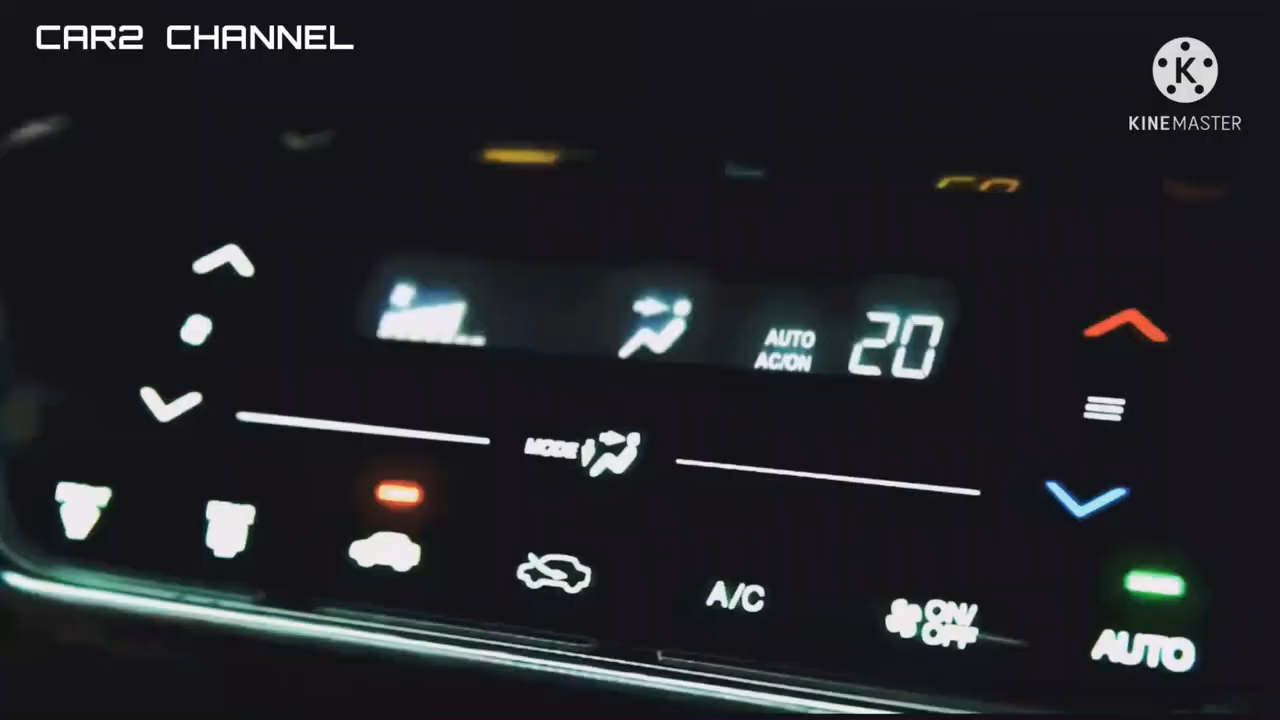 CAR2 CHANNEL
K
KINEMASTER
AUTO
AC/ON
20
MODE
A/C
ON/
OFF
AUTO